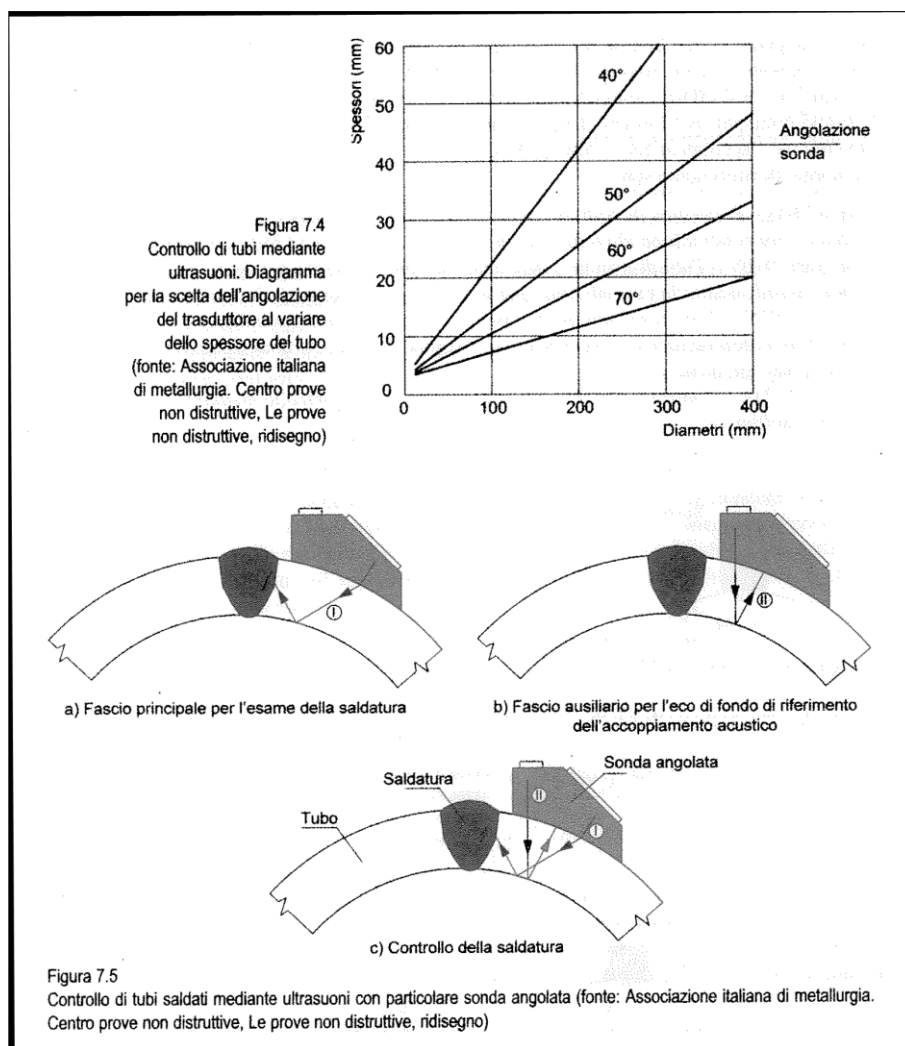 Spessori (mm)
60
50
40
30
20
10
0
40°
50°
60°
70°
Angolazione
sonda
0
100
200
300
400
Diametri (mm)
Figura 7.4
Controllo di tubi mediante
ultrasuoni. Diagramma
per la scelta dell'angolazione
del trasduttore al variare
dello spessore del tubo
(fonte: Associazione italiana
di metallurgia. Centro prove
non distruttive, Le prove
non distruttive, ridisegno)
I
a) Fascio principale per l'esame della saldatura
II
b) Fascio ausiliario per l'eco di fondo di riferimento
dell'accoppiamento acustico
Sonda angolata
Saldatura
Tubo
II
I
c) Controllo della saldatura
Figura 7.5
Controllo di tubi saldati mediante ultrasuoni con particolare sonda angolata (fonte: Associazione italiana di metallurgia.
Centro prove non distruttive, Le prove non distruttive, ridisegno)